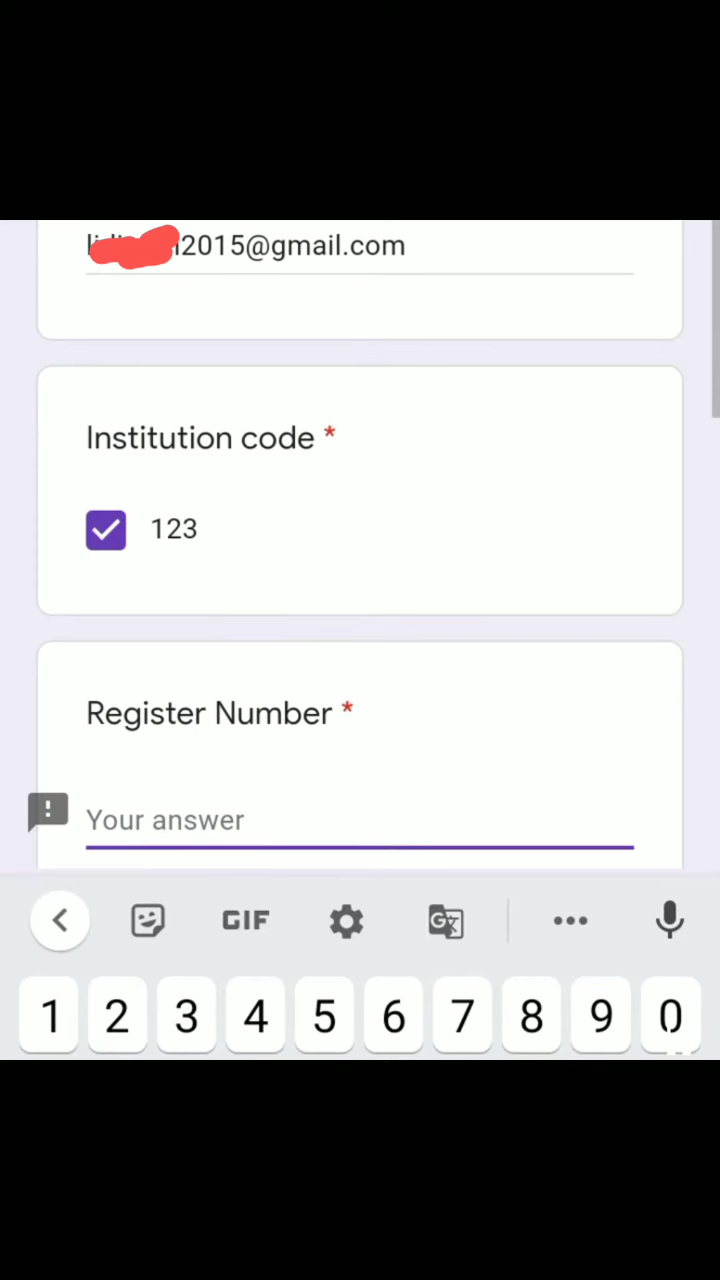 2015@gmail.com
Institution code *
123
Register Number *
!
Your answer
GIF
G
1 2 3 4 5 6 7 8 9 0